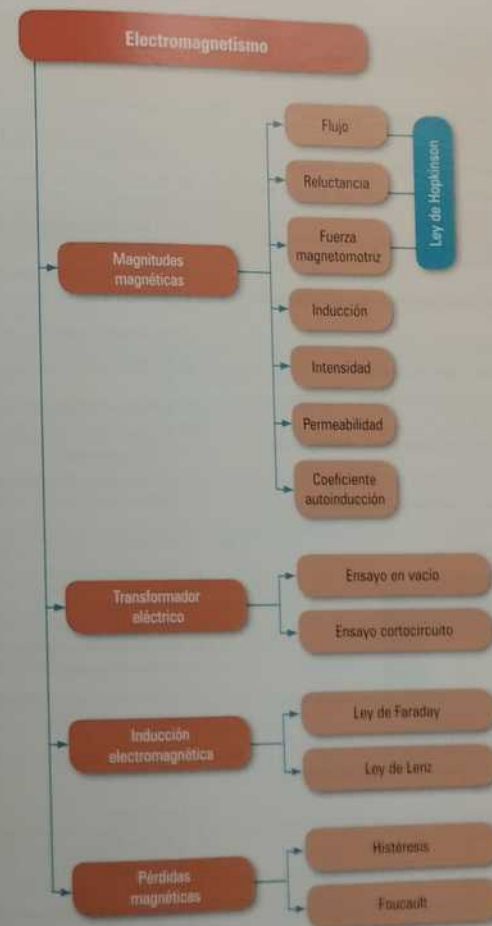 Electromagnetismo
Magnitudes
magnéticas
Flujo
Reluctancia
Fuerza
magnetomotriz
Inducción
Intensidad
Permeabilidad
Coeficiente
autoinducción
Ley de Hopkinson
Transformador
eléctrico
Ensayo en vacío
Ensayo cortocircuito
Inducción
electromagnética
Ley de Faraday
Ley de Lenz
Pérdidas
magnéticas
Histéresis
Foucault